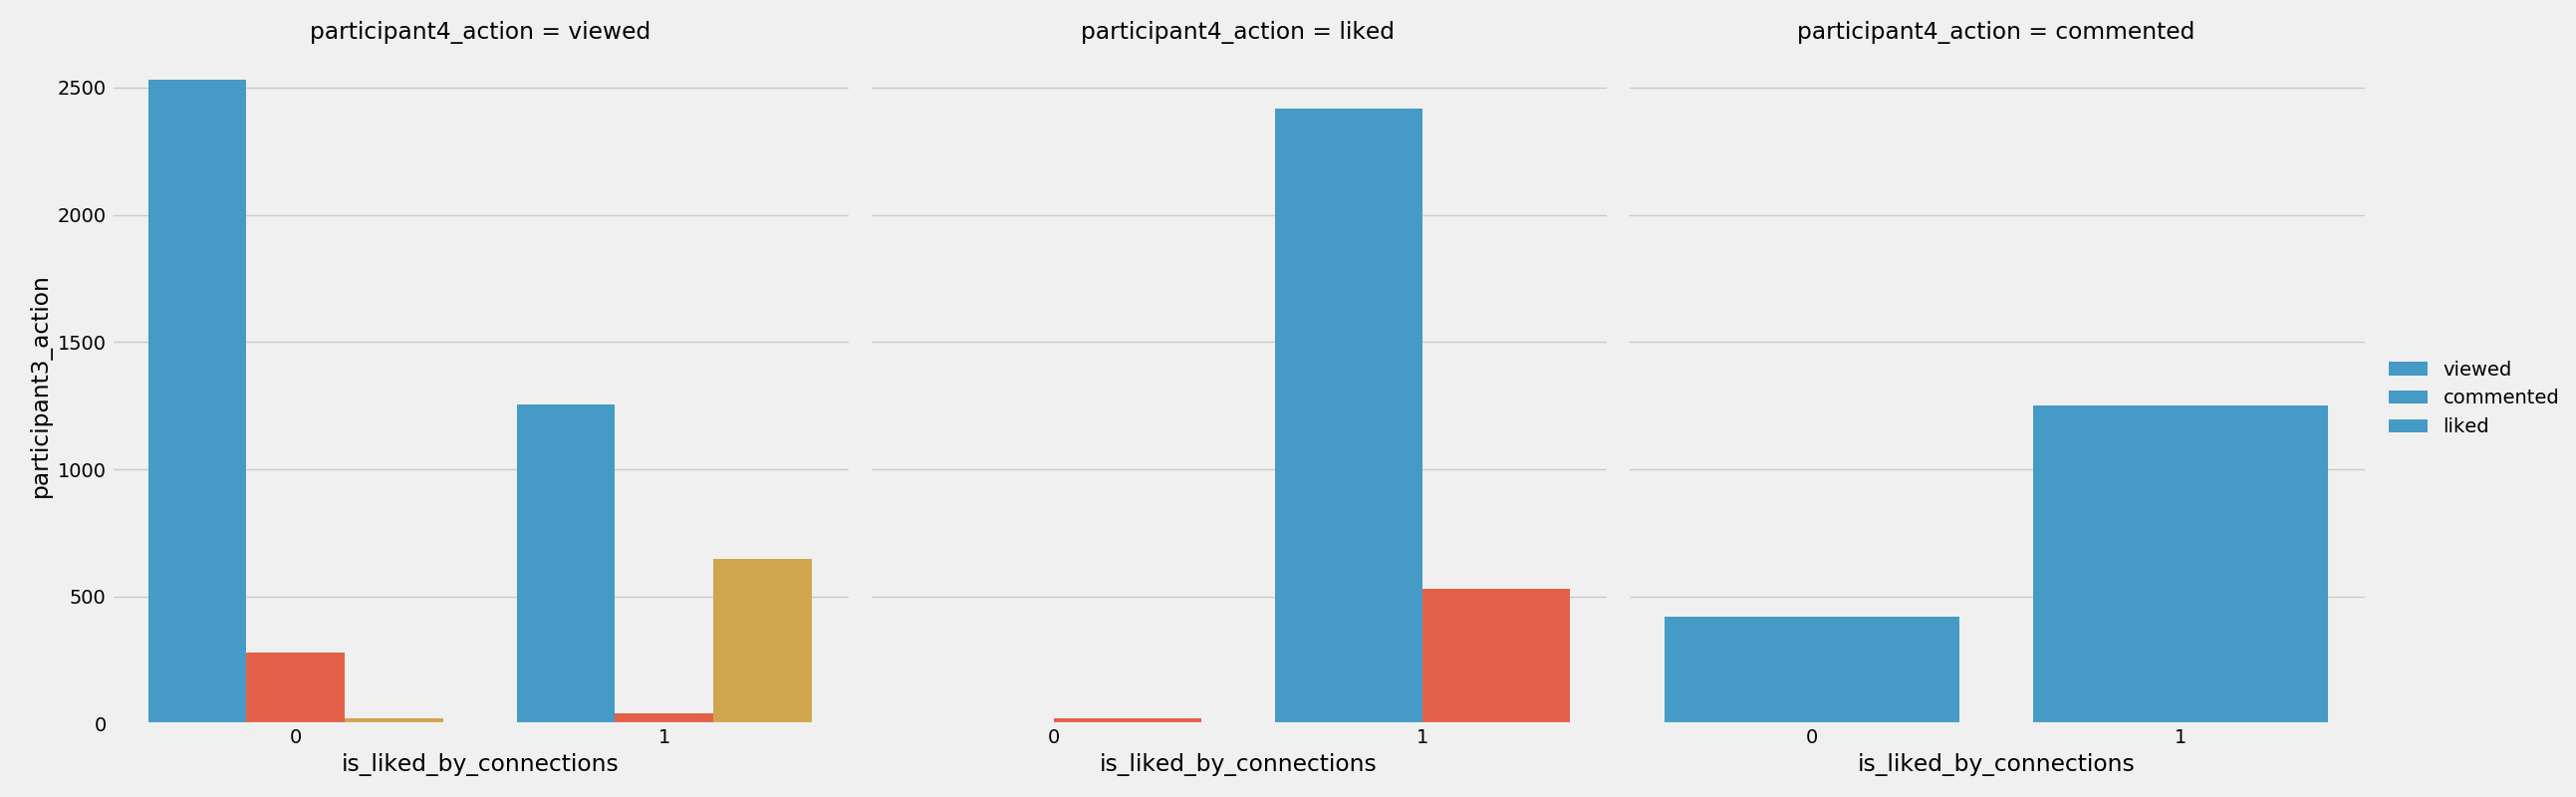 participant4_action = viewed
participant4_action = liked
participant4_action = commented
participant3_action
2500
2000
1500
1000
500
0
0
1
is_liked_by_connections
0
1
is_liked_by_connections
0
1
is_liked_by_connections
viewed
commented
liked